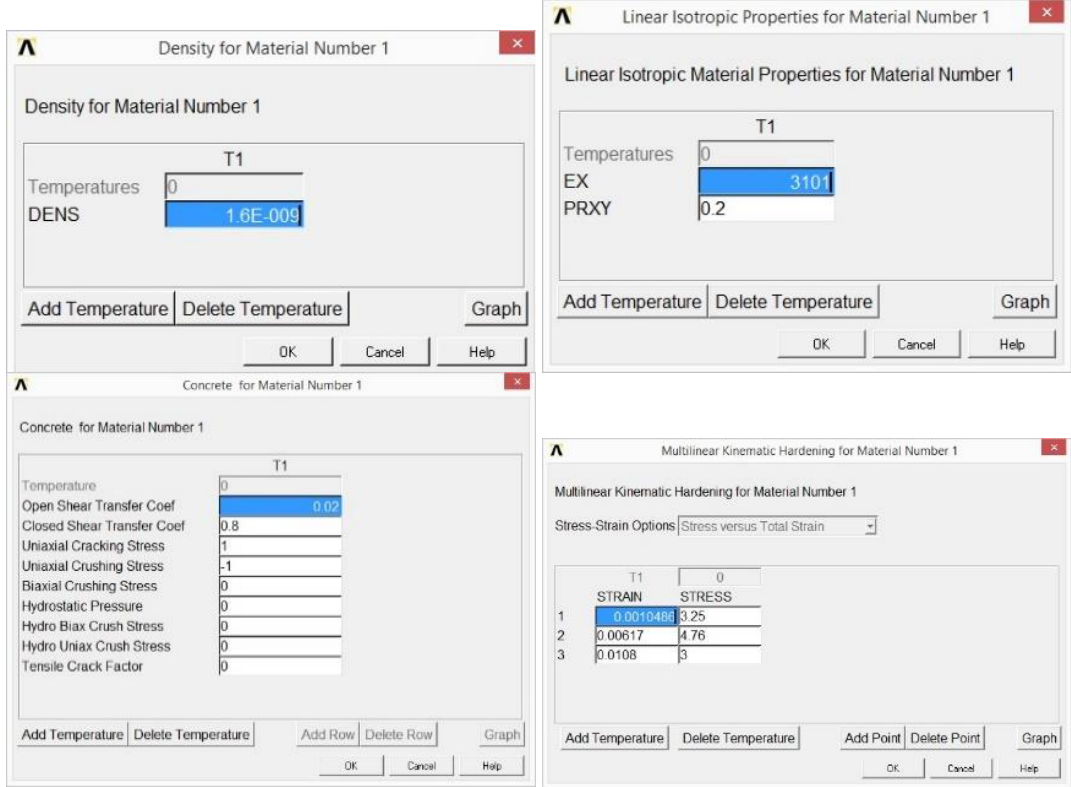 Density for Material Number 1
Density for Material Number 1
T1
Temperatures 0
DENS 1.6E-009
Add Temperature Delete Temperature Graph
OK Cancel Help
Linear Isotropic Properties for Material Number 1
Linear Isotropic Material Properties for Material Number 1
T1
Temperatures 0
EX 3101
PRXY 0.2
Add Temperature Delete Temperature Graph
OK Cancel Help
Concrete for Material Number 1
Concrete for Material Number 1
T1
Temperature 0
Open Shear Transfer Coef 0.02
Closed Shear Transfer Coef 0.8
Uniaxial Cracking Stress 1
Uniaxial Crushing Stress -1
Biaxial Crushing Stress 0
Hydrostatic Pressure 0
Hydro Biax Crush Stress 0
Hydro Uniax Crush Stress 0
Tensile Crack Factor 0
Add Temperature Delete Temperature Add Row Delete Row Graph
OK Cancel Help
Multilinear Kinematic Hardening for Material Number 1
Multilinear Kinematic Hardening for Material Number 1
Stress-Strain Options Stress versus Total Strain
T1 0
STRAIN STRESS
1 0.0010486 3.25
2 0.00617 4.76
3 0.0108 3
Add Temperature Delete Temperature Add Point Delete Point Graph
OK Cancel Help